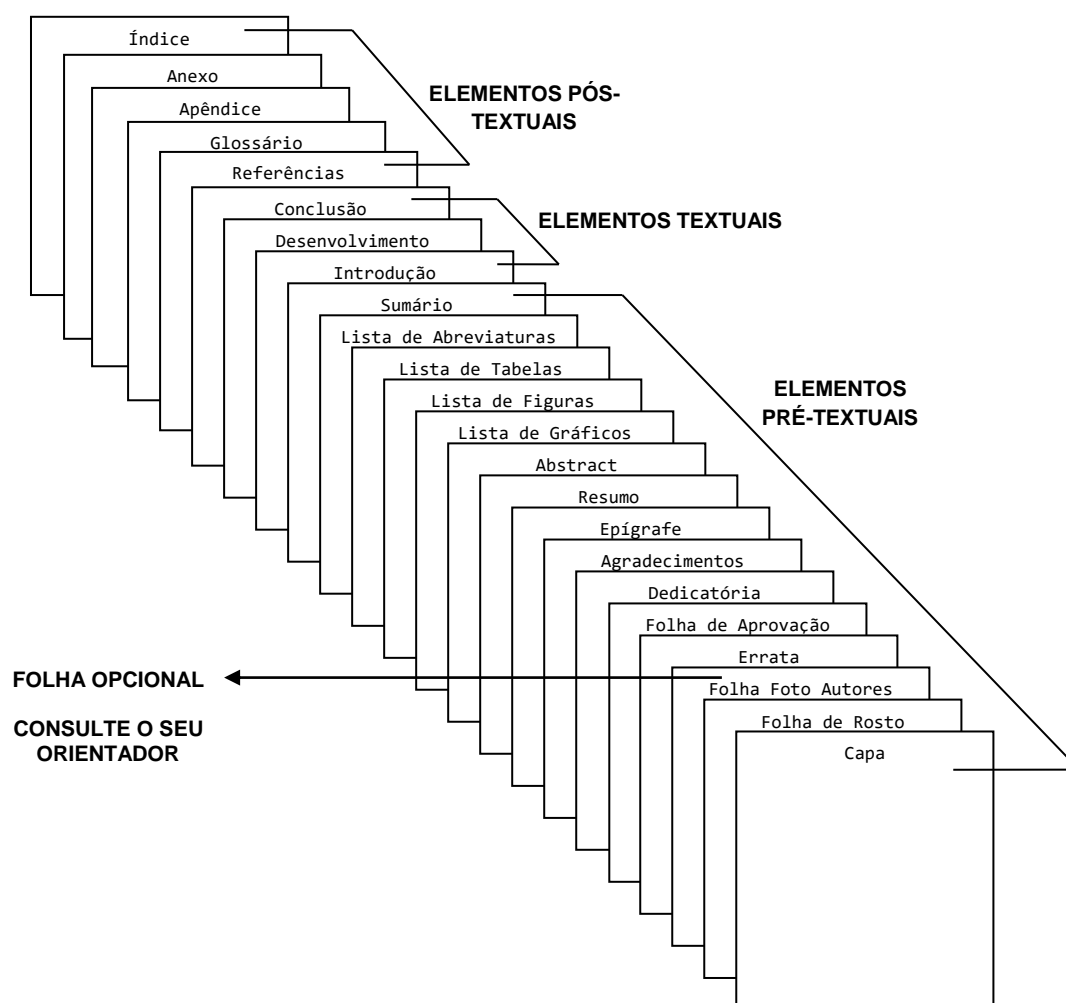 Índice
Anexo
Apêndice
Glossário
Referências
Conclusão
Desenvolvimento
Introdução
Sumário
Lista de Abreviaturas
Lista de Tabelas
Lista de Figuras
Lista de Gráficos
Abstract
Resumo
Epígrafe
Agradecimentos
Dedicatória
Folha de Aprovação
Errata
Folha Foto Autores
Folha de Rosto
Capa
ELEMENTOS PÓS-
TEXTUAIS
ELEMENTOS TEXTUAIS
ELEMENTOS
PRÉ-TEXTUAIS
FOLHA OPCIONAL
CONSULTE O SEU
ORIENTADOR